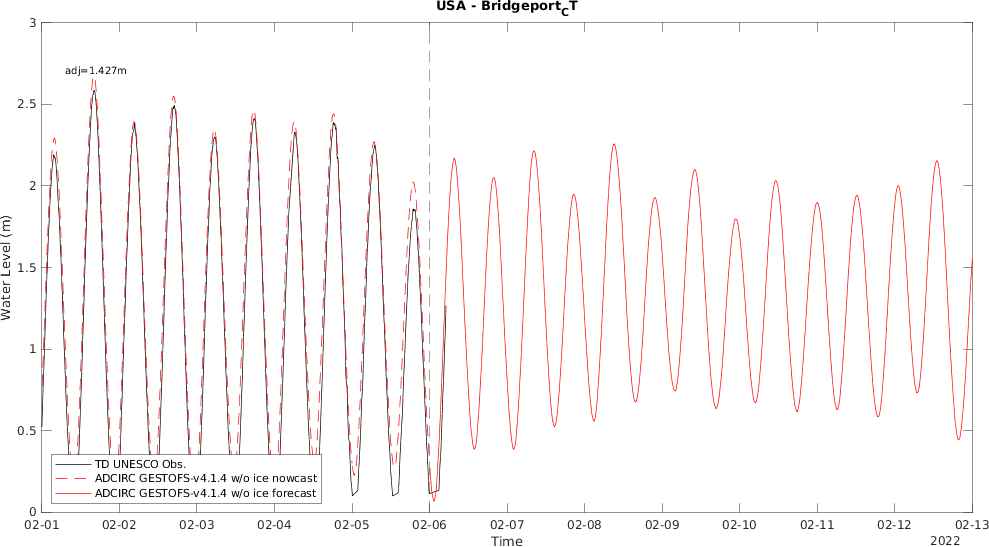 USA - Bridgeport_CT
adj=1.427m
Water Level (m)
3
2.5
2
1.5
1
0.5
0
TD UNESCO Obs.
ADCIRC GESTOFS-v4.1.4 w/o ice nowcast
ADCIRC GESTOFS-v4.1.4 w/o ice forecast
02-01 02-02 02-03 02-04 02-05 02-06 02-07 02-08 02-09 02-10 02-11 02-12 02-13
Time
2022